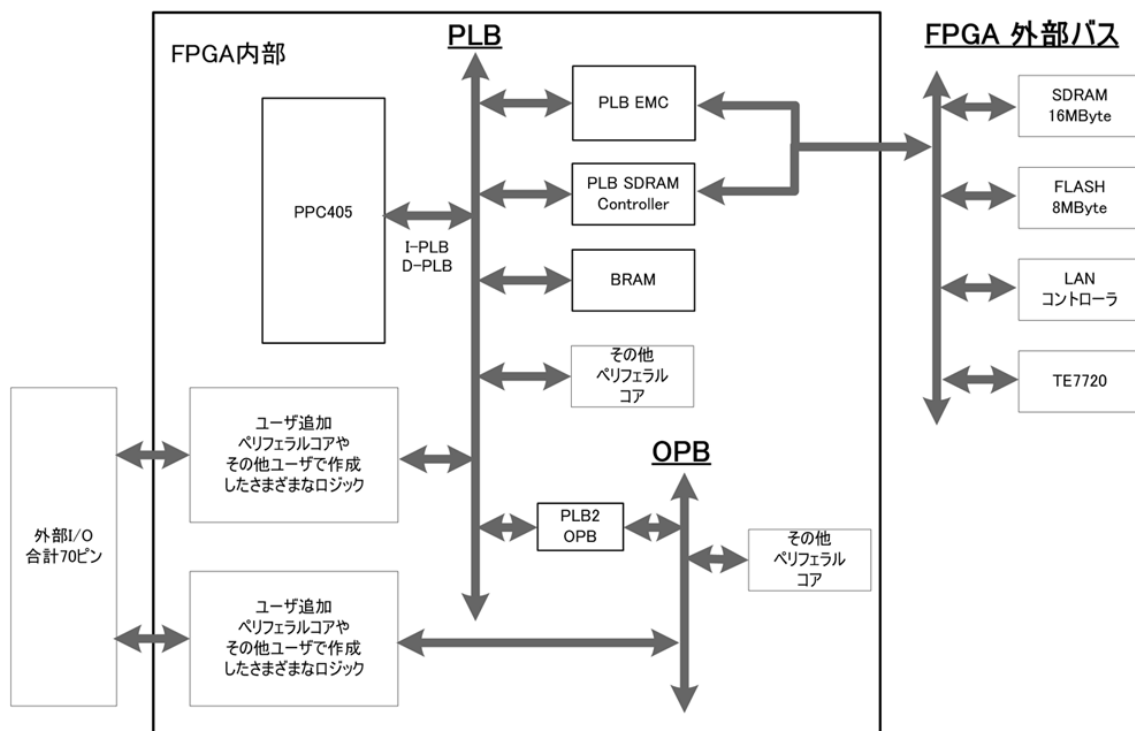 FPGA内部
PLB
FPGA 外部バス
PPC405
I-PLB
D-PLB
PLB EMC
PLB SDRAM
Controller
BRAM
その他
ペリフェラル
コア
SDRAM
16MByte
FLASH
8MByte
LAN
コントローラ
TE7720
外部I/O
合計70ピン
ユーザ追加
ペリフェラルコアや
その他ユーザで作成
したさまざまなロジック
OPB
PLB2
OPB
その他
ペリフェラル
コア
ユーザ追加
ペリフェラルコアや
その他ユーザで作成
したさまざまなロジック